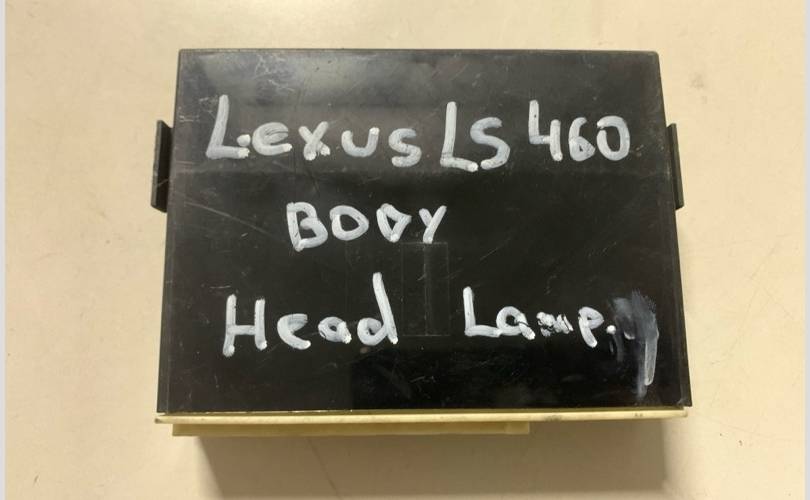 Lexus LS 460
BODY
Head Lamp.